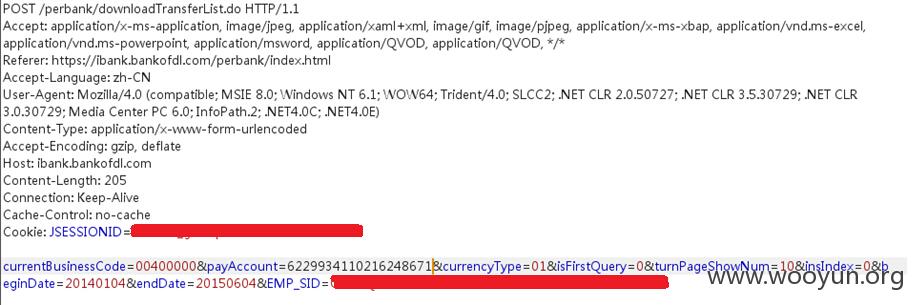 POST /perbank/downloadTransferList.do HTTP/1.1
Accept: application/x-ms-application, image/jpeg, application/xaml+xml, image/gif, image/pjpeg, application/x-ms-xbap, application/vnd.ms-excel,
application/vnd.ms-powerpoint, application/msword, application/QVOD, application/QVOD, */*
Referer: https://ibank.bankofdl.com/perbank/index.html
Accept-Language: zh-CN
User-Agent: Mozilla/4.0 (compatible; MSIE 8.0; Windows NT 6.1; WOW64; Trident/4.0; SLCC2; .NET CLR 2.0.50727; .NET CLR 3.5.30729; .NET CLR
3.0.30729; Media Center PC 6.0; InfoPath.2; .NET4.0C; .NET4.0E)
Content-Type: application/x-www-form-urlencoded
Accept-Encoding: gzip, deflate
Host: ibank.bankofdl.com
Content-Length: 205
Connection: Keep-Alive
Cache-Control: no-cache
Cookie: JSESSIONID=
currentBusinessCode=00400000&payAccount=6229934110216248671&currencyType=01&isFirstQuery=0&turnPageShowNum=10&insIndex=0&b
eginDate=20140104&endDate=20150604&EMP_SID=
www.wooyun.org